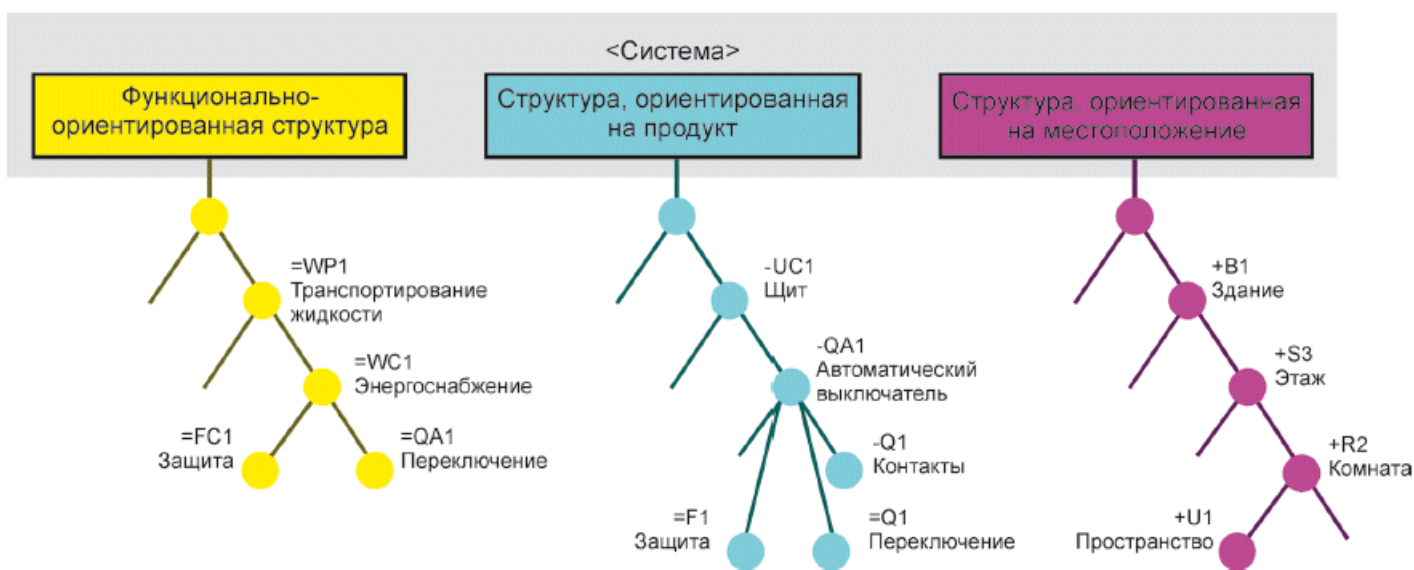 <Система>
Функционально-
ориентированная структура
Структура, ориентированная
на продукт
Структура, ориентированная
на местоположение
=WP1
Транспортирование
жидкости
=WC1
Энергоснабжение
=FC1
Защита
=QA1
Переключение
-UC1
Щит
-QA1
Автоматический
выключатель
-Q1
Контакты
=F1
Защита
=Q1
Переключение
+B1
Здание
+S3
Этаж
+R2
Комната
+U1
Пространство